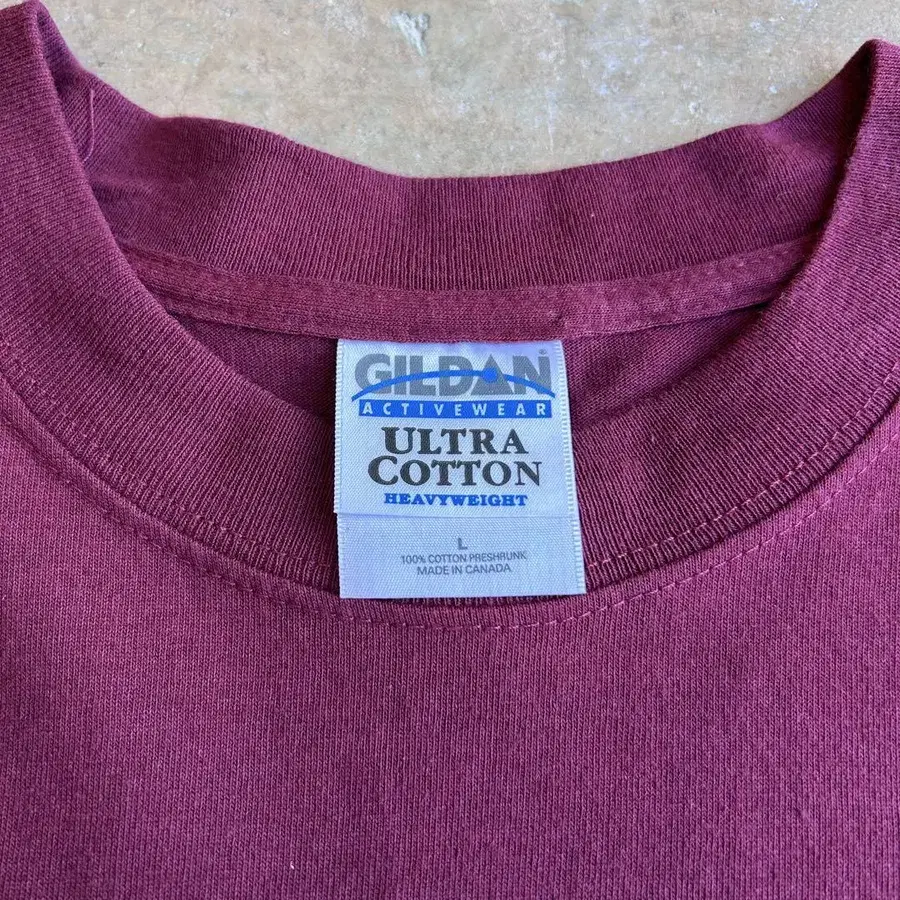 GILDAN®
ACTIVEWEAR
ULTRA
COTTON
HEAVYWEIGHT
L
100% COTTON PRESHRUNK
MADE IN CANADA